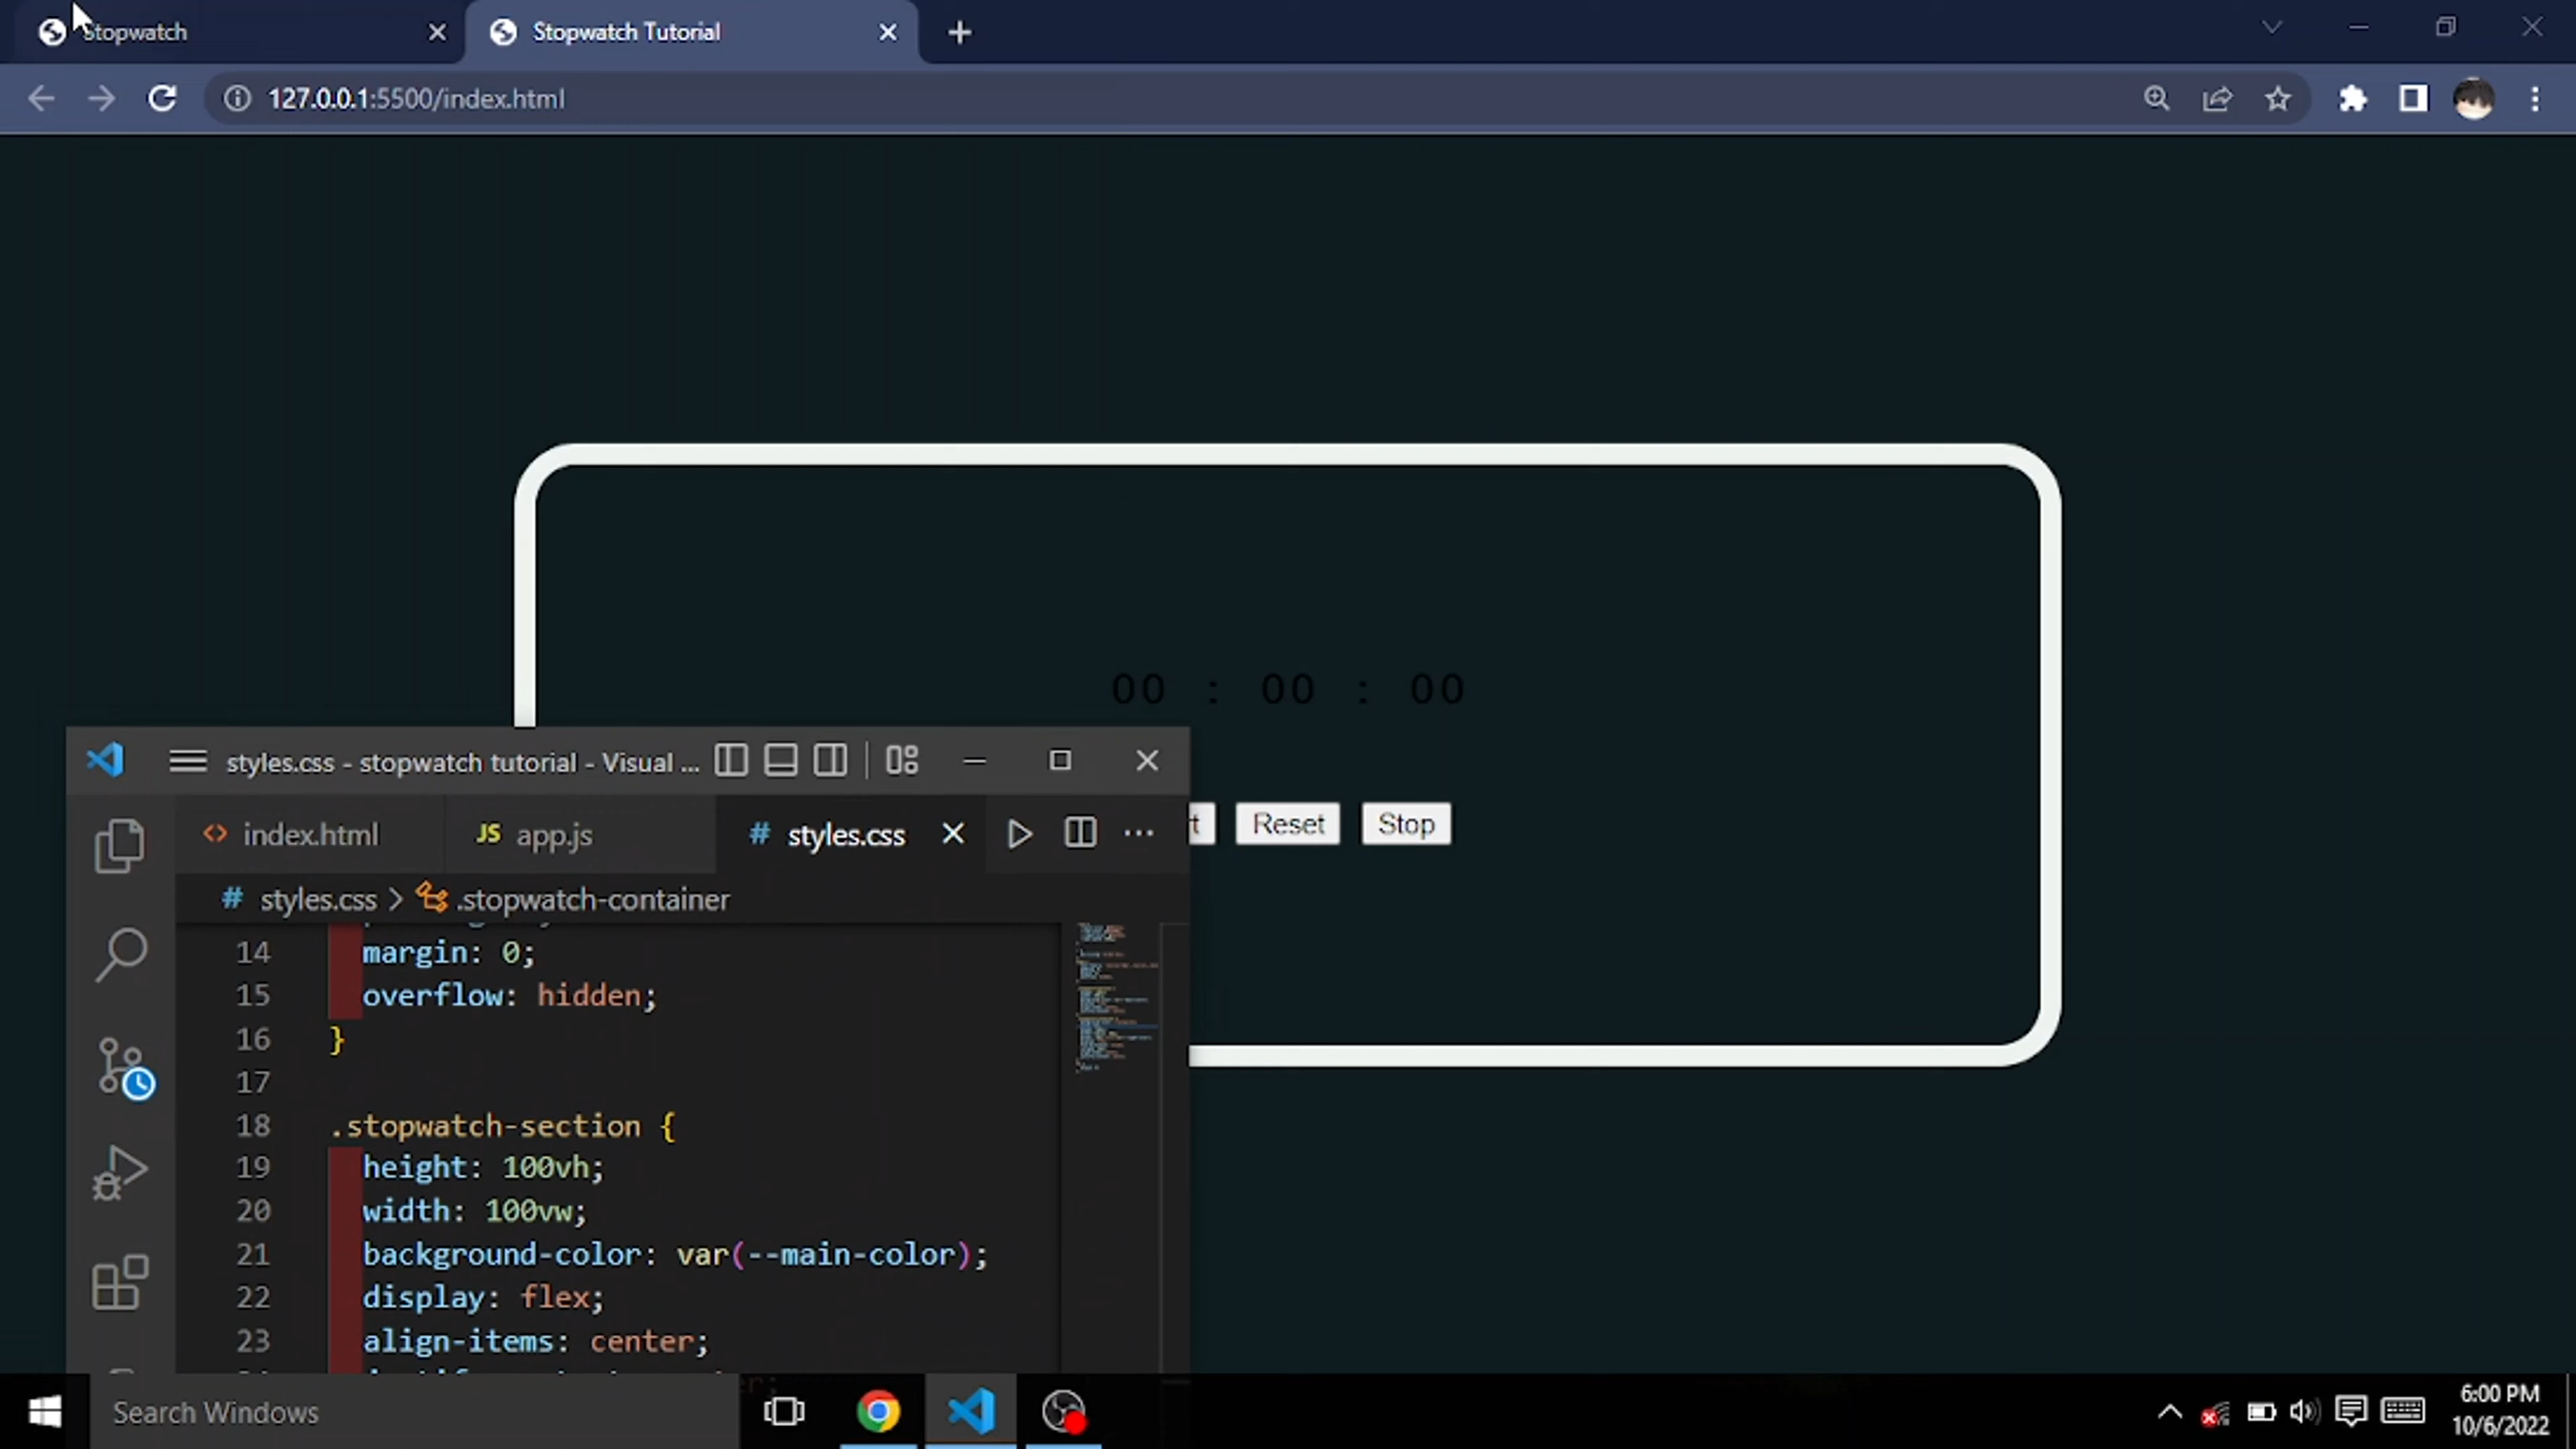 Stopwatch
Stopwatch Tutorial
127.0.0.1:5500/index.html
00 : 00 : 00
Reset
Stop
styles.css - stopwatch tutorial - Visual ...
index.html
JS app.js
# styles.css
# styles.css > .stopwatch-container
14 margin: 0;
15 overflow: hidden;
16 }
17
18 .stopwatch-section {
19 height: 100vh;
20 width: 100vw;
21 background-color: var(--main-color);
22 display: flex;
23 align-items: center;
Search Windows
6:00 PM
10/6/2022